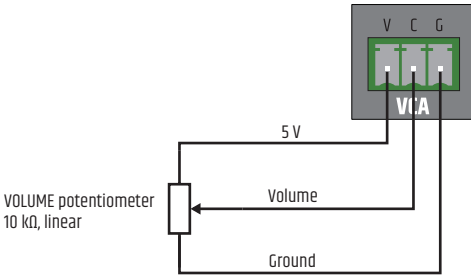 V C G
VCA
5 V
VOLUME potentiometer
10 kΩ, linear
Volume
Ground